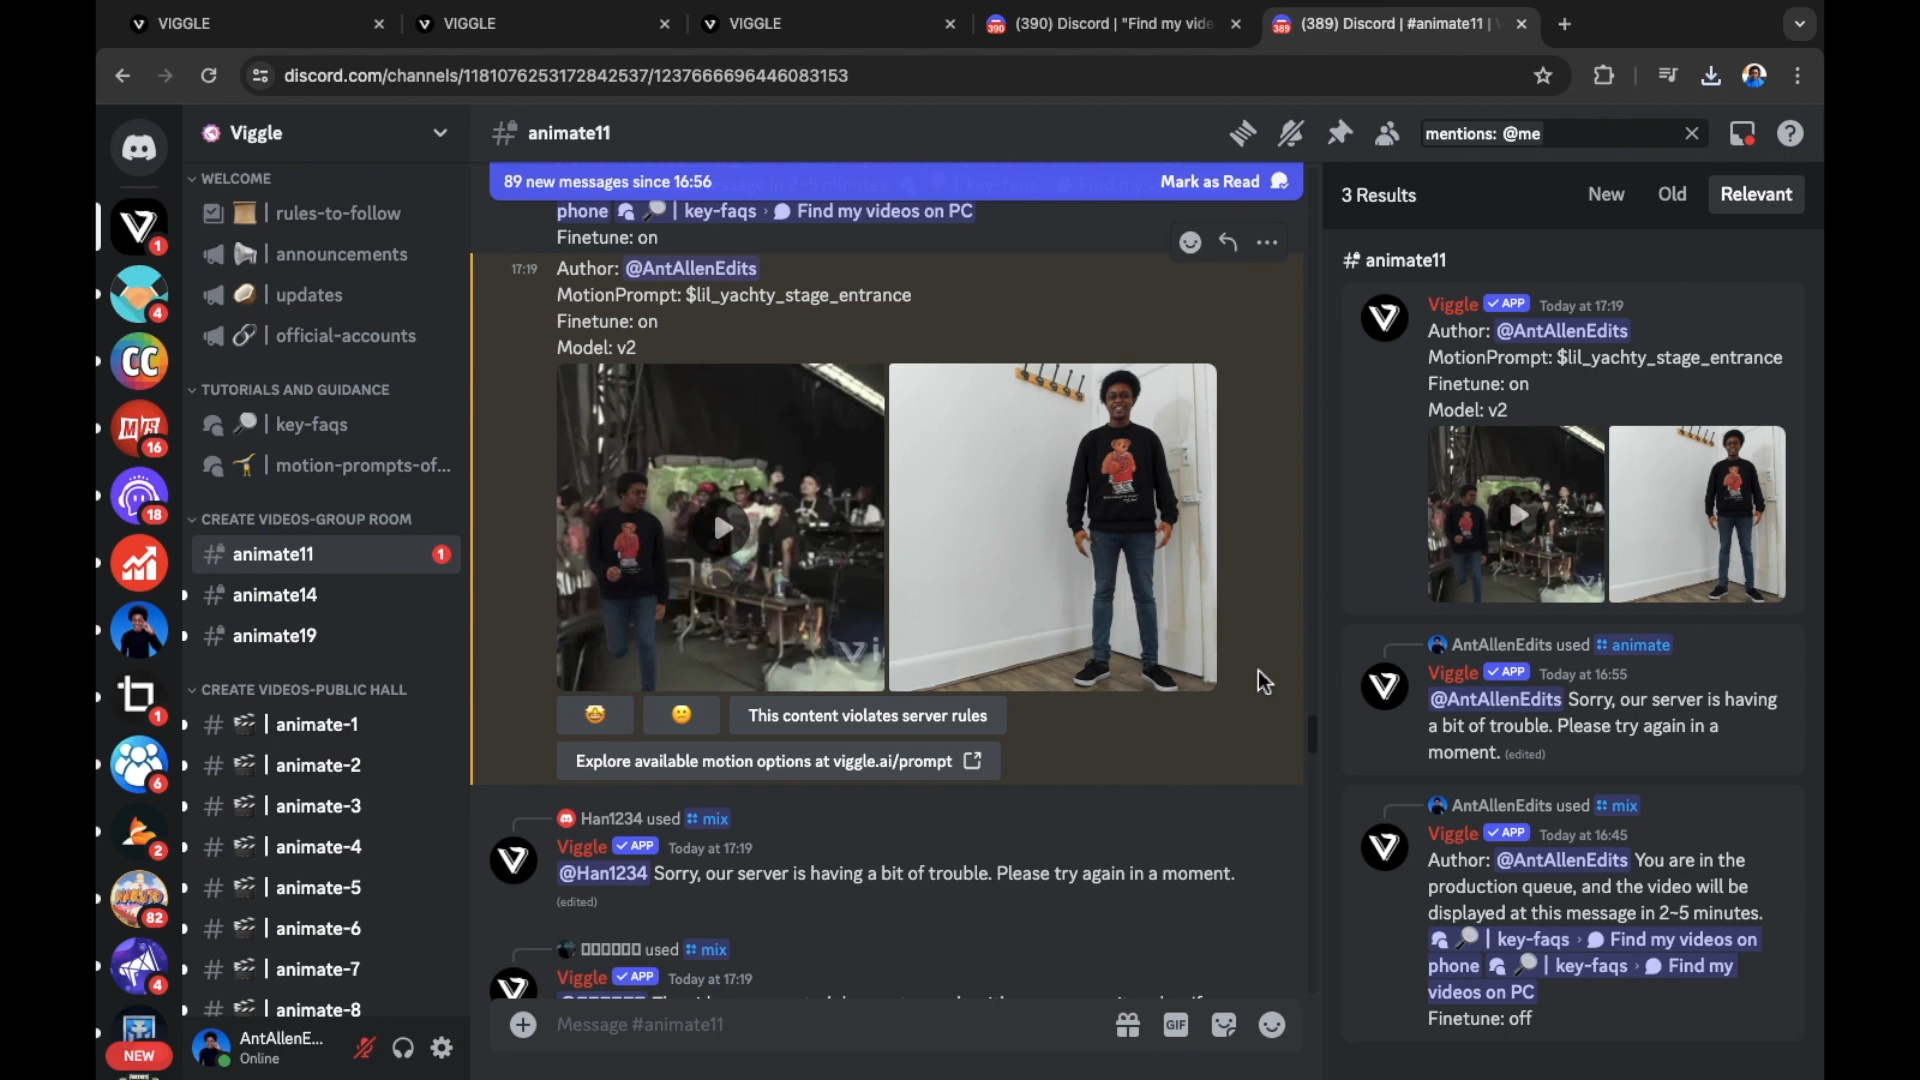 VIGGLE
VIGGLE
VIGGLE
(390) Discord | "Find my vide
(389) Discord | #animate11 |
discord.com/channels/1181076253172842537/1237666696446083153
Viggle
WELCOME
rules-to-follow
announcements
updates
official-accounts
TUTORIALS AND GUIDANCE
key-faqs
motion-prompts-of...
CREATE VIDEOS-GROUP ROOM
animate11
1
animate14
animate19
CREATE VIDEOS-PUBLIC HALL
animate-1
animate-2
animate-3
animate-4
animate-5
animate-6
animate-7
animate-8
1
4
CC
16
18
1
6
2
82
4
NEW
AntAllenE...
Online
animate11
89 new messages since 16:56
Mark as Read
phone | key-faqs › Find my videos on PC
Finetune: on
17:19 Author: @AntAllenEdits
MotionPrompt: $lil_yachty_stage_entrance
Finetune: on
Model: v2
This content violates server rules
Explore available motion options at viggle.ai/prompt
Han1234 used mix
Viggle ✓ APP Today at 17:19
@Han1234 Sorry, our server is having a bit of trouble. Please try again in a moment.
(edited)
used mix
Viggle ✓ APP Today at 17:19
Message #animate11
GIF
mentions: @me
3 Results
New
Old
Relevant
# animate11
Viggle ✓ APP Today at 17:19
Author: @AntAllenEdits
MotionPrompt: $lil_yachty_stage_entrance
Finetune: on
Model: v2
AntAllenEdits used animate
Viggle ✓ APP Today at 16:55
@AntAllenEdits Sorry, our server is having
a bit of trouble. Please try again in a
moment. (edited)
AntAllenEdits used mix
Viggle ✓ APP Today at 16:45
Author: @AntAllenEdits You are in the
production queue, and the video will be
displayed at this message in 2~5 minutes.
| key-faqs › Find my videos on
phone | key-faqs › Find my
videos on PC
Finetune: off